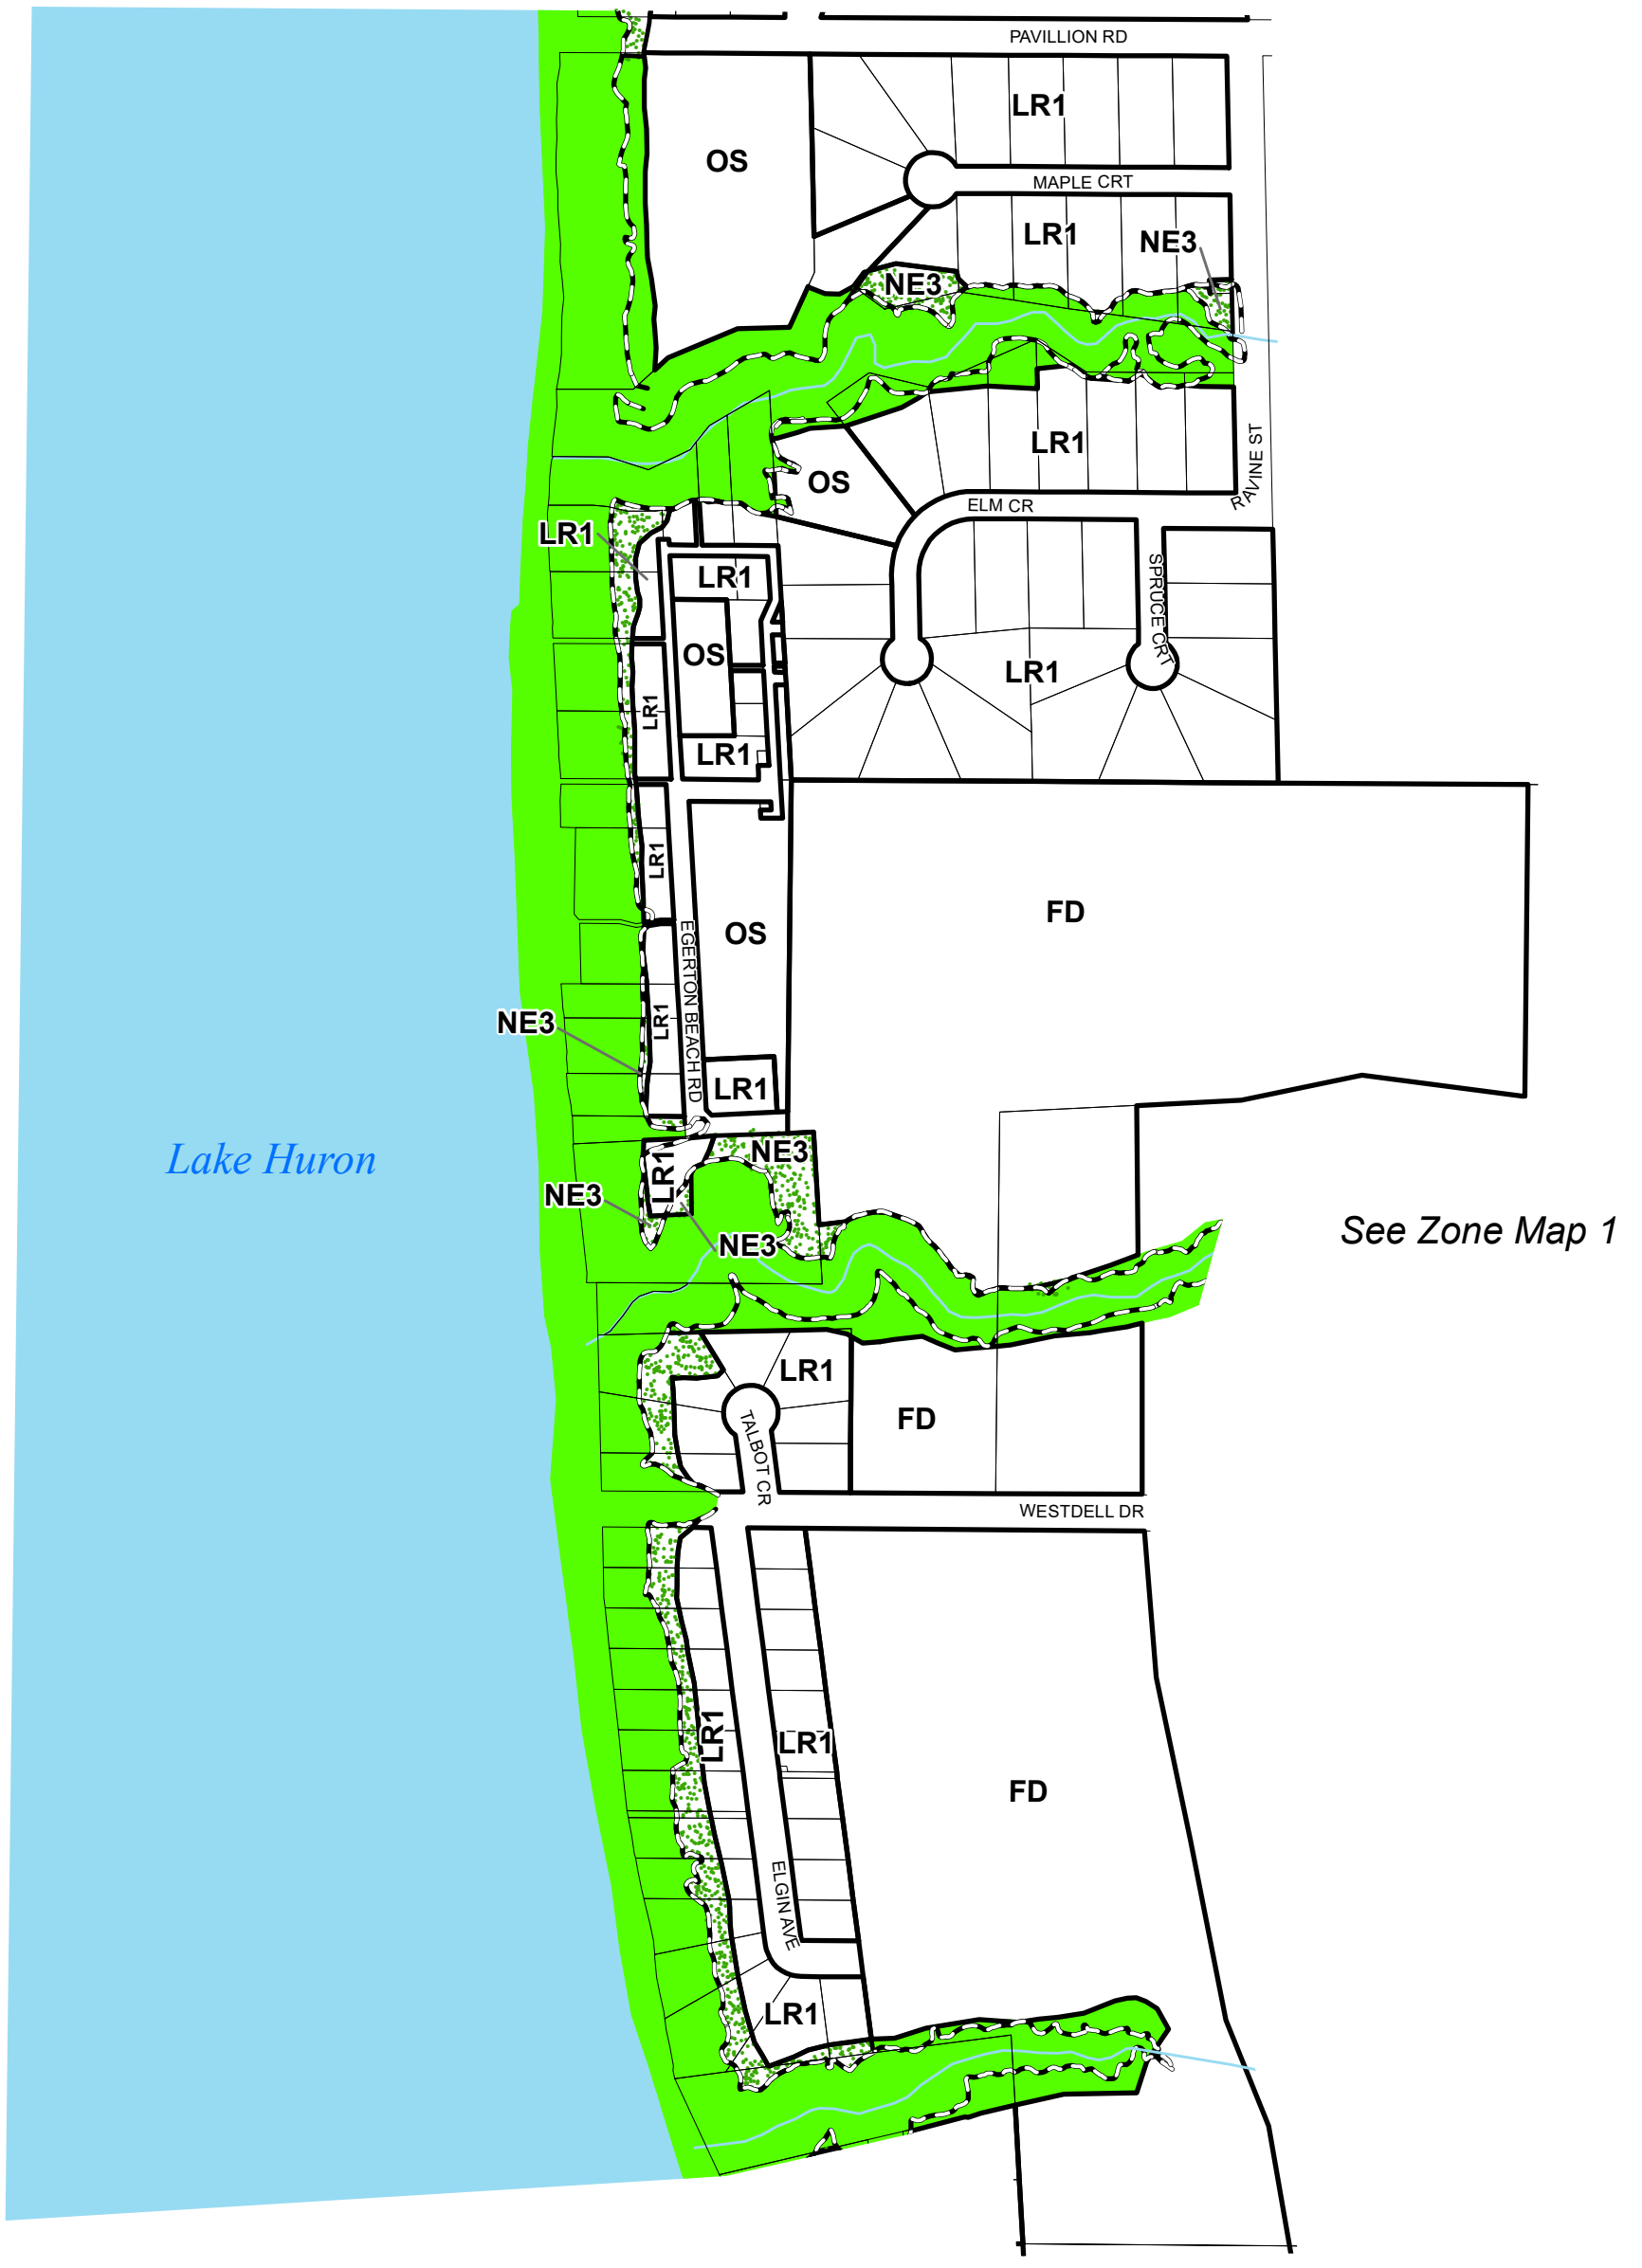 PAVILLION RD
LR1
OS
MAPLE CRT
LR1
NE3
NE3
LR1
RAVINE ST
OS
ELM CR
LR1
SPRUCE CRT
LR1
OS
LR1
LR1
LR1
LR1
FD
OS
EGERTON BEACH RD
NE3
LR1
LR1
Lake Huron
NE3
LR1
NE3
NE3
See Zone Map 1
LR1
FD
TALBOT CR
WESTDELL DR
LR1
LR1
FD
ELGIN AVE
LR1